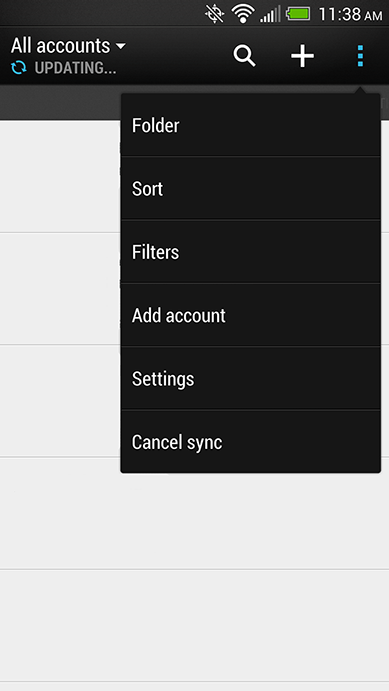 11:38 AM
All accounts
UPDATING...
Folder
Sort
Filters
Add account
Settings
Cancel sync